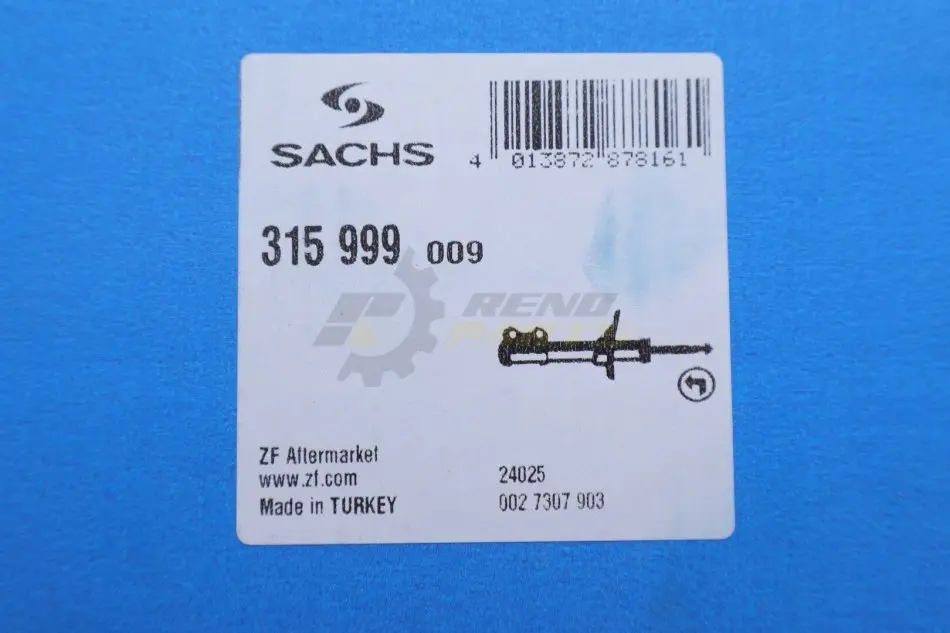 SACHS
4 013872 878161
315 999 009
RENO
PARTS
ZF Aftermarket
www.zf.com
Made in TURKEY
24025
002 7307 903